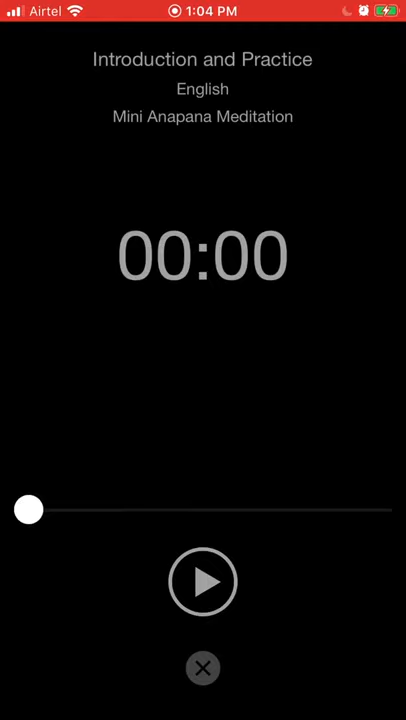 Airtel 1:04 PM
Introduction and Practice
English
Mini Anapana Meditation
00:00